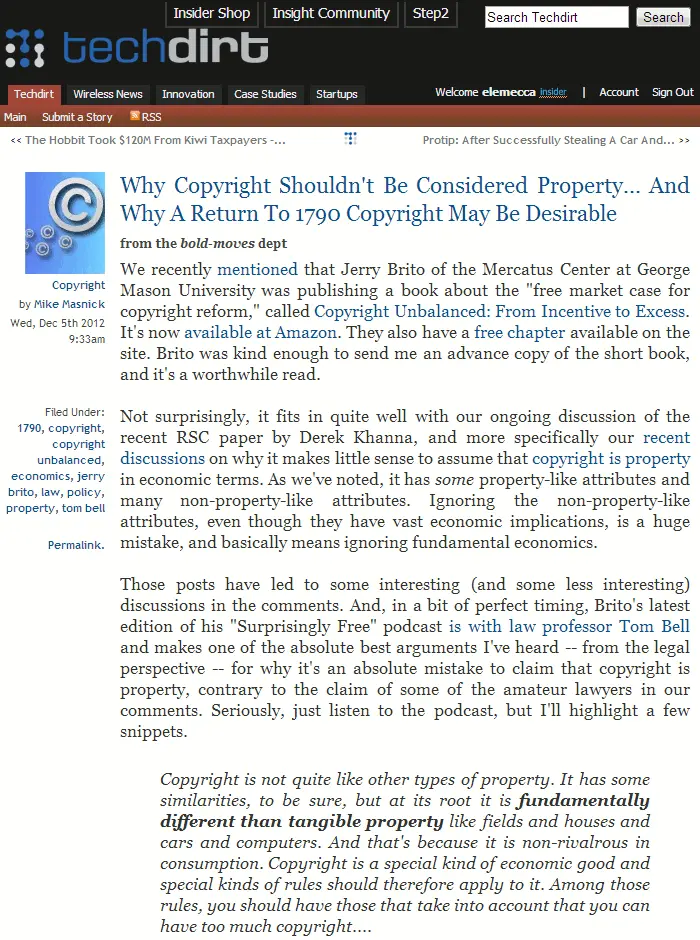 Insider Shop
Insight Community
Step2
Search Techdirt
Search
techdirt
Techdirt
Wireless News
Innovation
Case Studies
Startups
Welcome elemecca insider | Account Sign Out
Main
Submit a Story
RSS
<< The Hobbit Took $120M From Kiwi Taxpayers -...
Protip: After Successfully Stealing A Car And... >>
Copyright
by Mike Masnick
Wed, Dec 5th 2012
9:33am
Filed Under:
1790, copyright,
copyright
unbalanced,
economics, jerry
brito, law, policy,
property, tom bell
Permalink.
Why Copyright Shouldn't Be Considered Property... And
Why A Return To 1790 Copyright May Be Desirable
from the bold-moves dept
We recently mentioned that Jerry Brito of the Mercatus Center at George
Mason University was publishing a book about the "free market case for
copyright reform," called Copyright Unbalanced: From Incentive to Excess.
It's now available at Amazon. They also have a free chapter available on the
site. Brito was kind enough to send me an advance copy of the short book,
and it's a worthwhile read.
Not surprisingly, it fits in quite well with our ongoing discussion of the
recent RSC paper by Derek Khanna, and more specifically our recent
discussions on why it makes little sense to assume that copyright is property
in economic terms. As we've noted, it has some property-like attributes and
many non-property-like attributes. Ignoring the non-property-like
attributes, even though they have vast economic implications, is a huge
mistake, and basically means ignoring fundamental economics.
Those posts have led to some interesting (and some less interesting)
discussions in the comments. And, in a bit of perfect timing, Brito's latest
edition of his "Surprisingly Free" podcast is with law professor Tom Bell
and makes one of the absolute best arguments I've heard -- from the legal
perspective -- for why it's an absolute mistake to claim that copyright is
property, contrary to the claim of some of the amateur lawyers in our
comments. Seriously, just listen to the podcast, but I'll highlight a few
snippets.
Copyright is not quite like other types of property. It has some
similarities, to be sure, but at its root it is fundamentally
different than tangible property like fields and houses and
cars and computers. And that's because it is non-rivalrous in
consumption. Copyright is a special kind of economic good and
special kinds of rules should therefore apply to it. Among those
rules, you should have those that take into account that you can
have too much copyright....